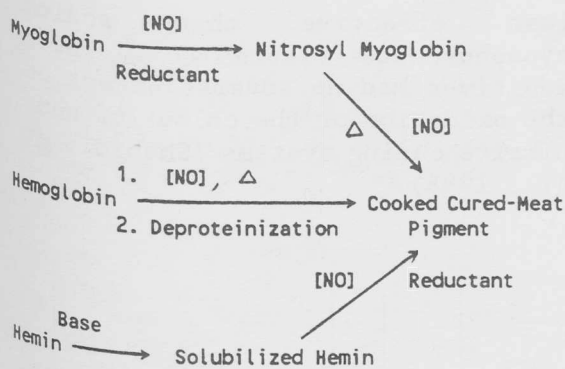 [NO]
Myoglobin Nitrosyl Myoglobin
Reductant
△ [NO]
1. [NO], △
Hemoglobin Cooked Cured-Meat
2. Deproteinization Pigment
[NO] Reductant
Base
Hemin Solubilized Hemin